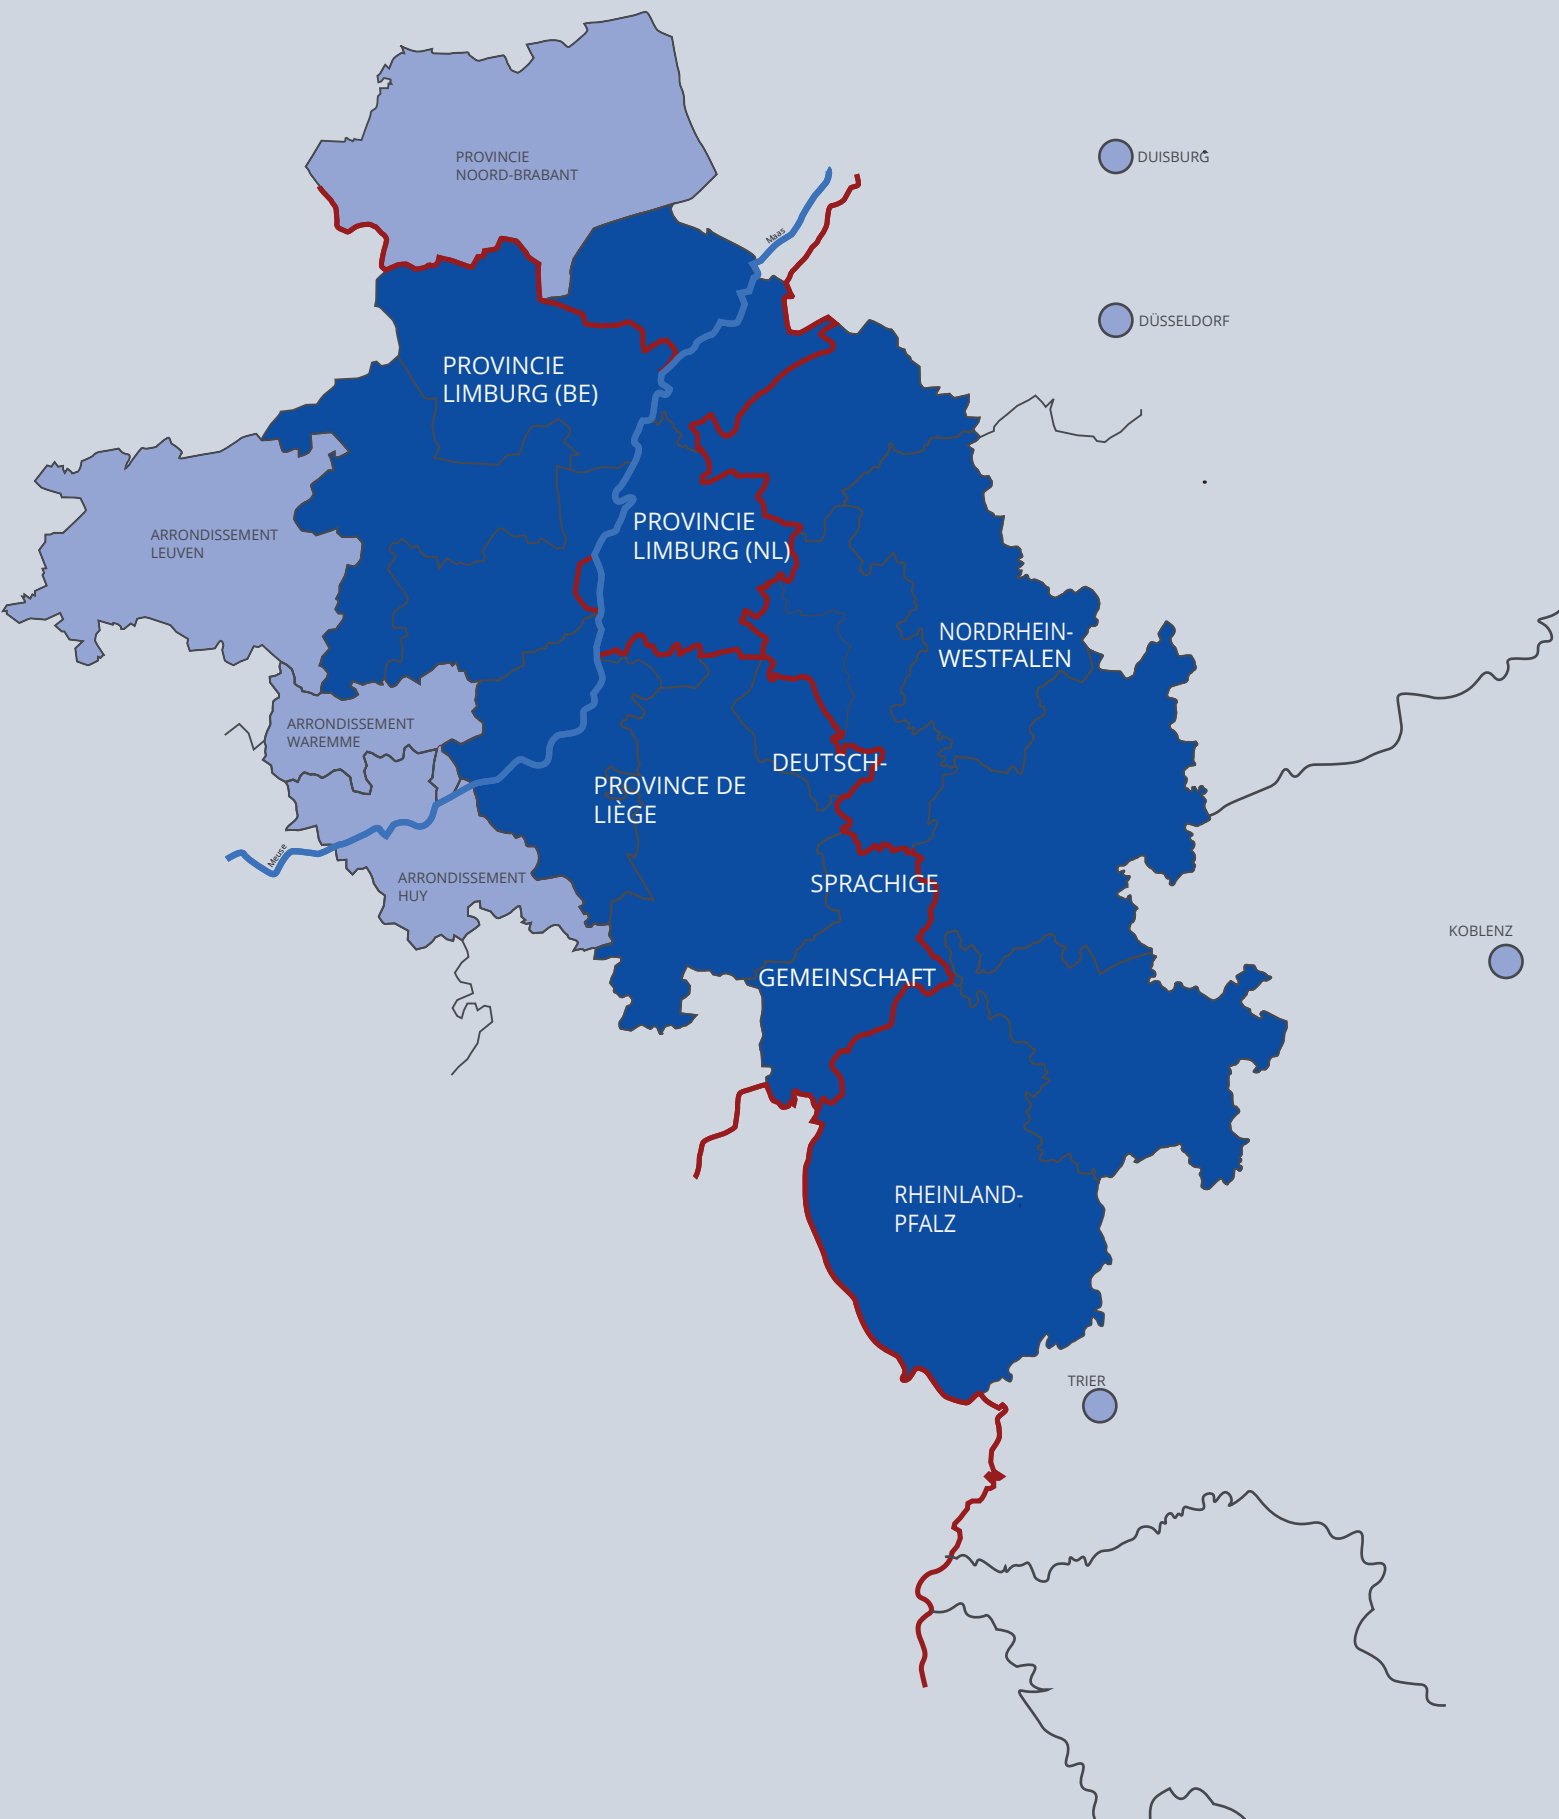 PROVINCIE
NOORD-BRABANT
DUISBURG
Maas
DÜSSELDORF
PROVINCIE
LIMBURG (BE)
PROVINCIE
LIMBURG (NL)
ARRONDISSEMENT
LEUVEN
NORDRHEIN-
WESTFALEN
ARRONDISSEMENT
WAREMME
DEUTSCH-
PROVINCE DE
LIÈGE
Meuse
ARRONDISSEMENT
HUY
SPRACHIGE
KOBLENZ
GEMEINSCHAFT
RHEINLAND-
PFALZ
TRIER